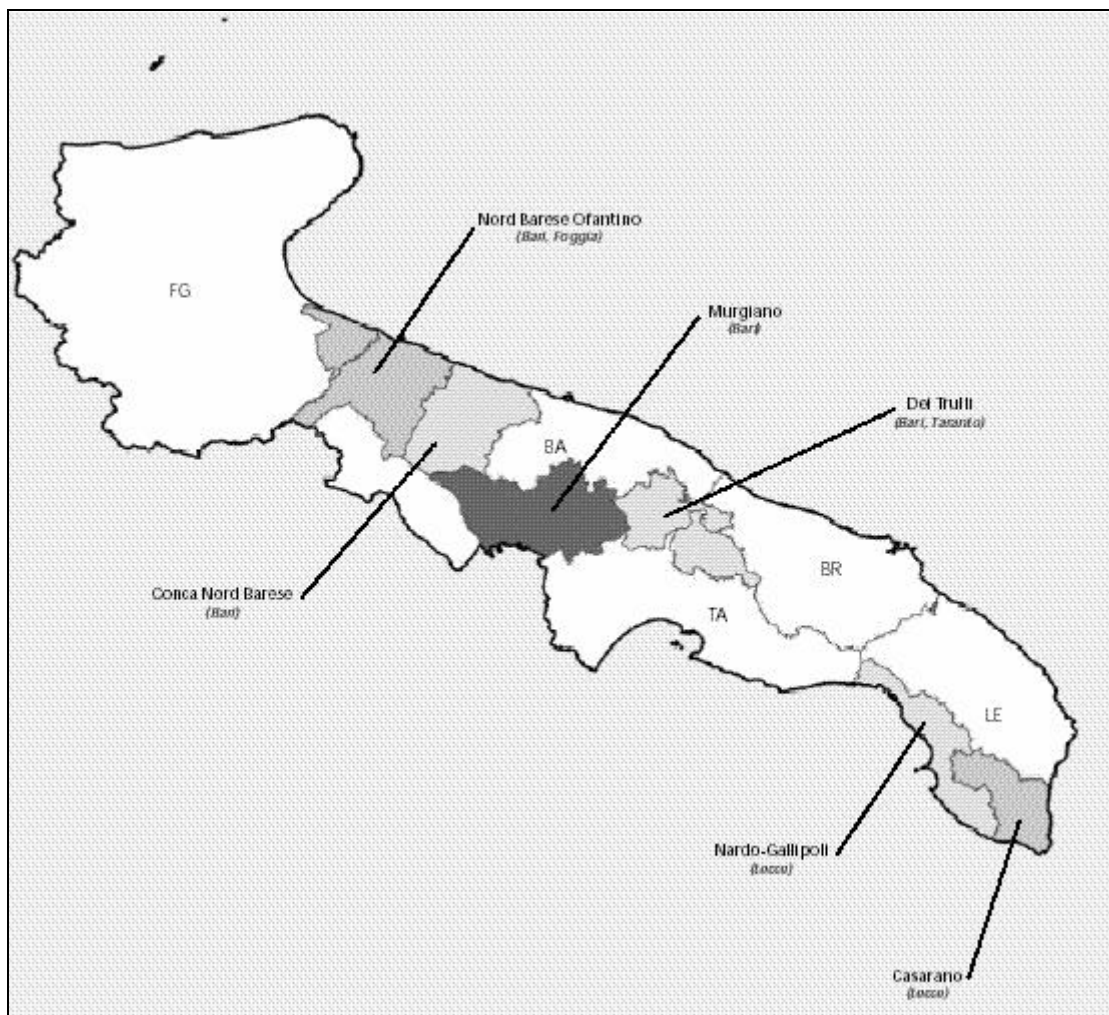 Nord Barese Ofantino
(Bari, Foggia)
FG
Murgiano
(Bari)
Dei Trulli
(Bari, Taranto)
BA
BR
Conca Nord Barese
(Bari)
TA
LE
Nardo-Gallipoli
(Lecce)
Casarano
(Lecce)